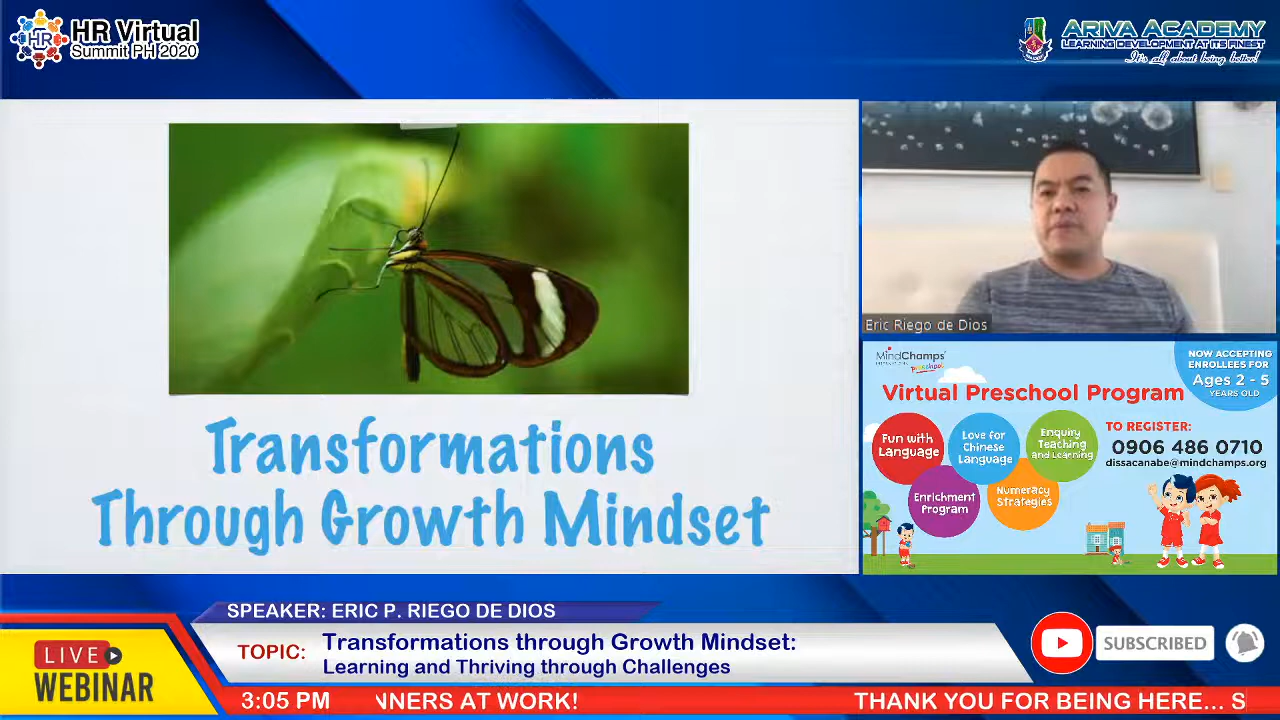 HR Virtual
Summit PH 2020
HR
ARIVA ACADEMY
LEARNING DEVELOPMENT AT ITS FINEST
It's all about being better!
Transformations
Through Growth Mindset
Eric Riego de Dios
MindChamps
PreSchool
Virtual Preschool Program
NOW ACCEPTING
ENROLLEES FOR
Ages 2 - 5
YEARS OLD
Fun with
Language
Love for
Chinese
Language
Enquiry
Teaching
and Learning
Enrichment
Program
Numeracy
Strategies
TO REGISTER:
0906 486 0710
dissacanabe@mindchamps.org
SPEAKER: ERIC P. RIEGO DE DIOS
LIVE
WEBINAR
TOPIC:
Transformations through Growth Mindset:
Learning and Thriving through Challenges
SUBSCRIBED
3:05 PM
NNERS AT WORK!
THANK YOU FOR BEING HERE... S